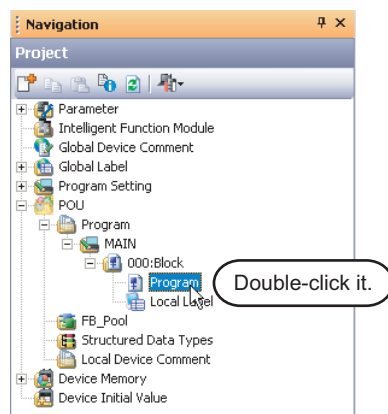 Navigation
Project
Parameter
Intelligent Function Module
Global Device Comment
Global Label
Program Setting
POU
Program
MAIN
000:Block
Program
Double-click it.
Local Label
FB_Pool
Structured Data Types
Local Device Comment
Device Memory
Device Initial Value